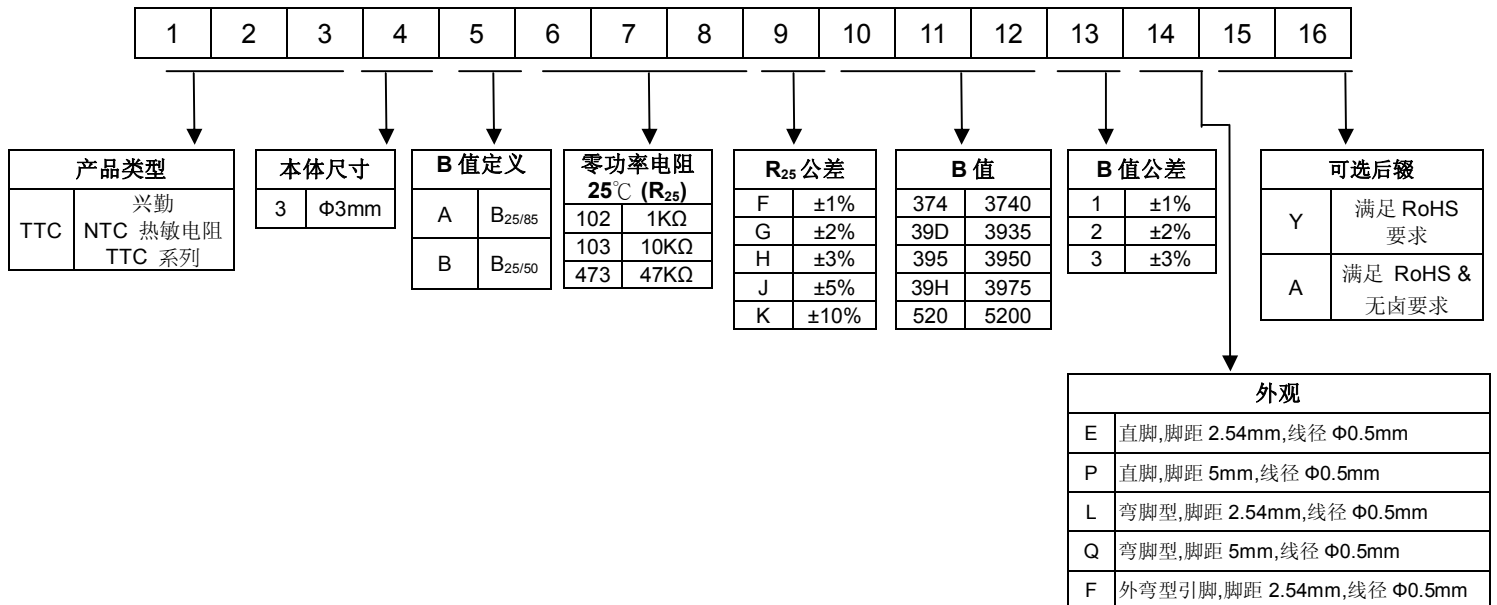 1 2 3 4 5 6 7 8 9 10 11 12 13 14 15 16
产品类型
TTC
兴勤
NTC 热敏电阻
TTC 系列
本体尺寸
3 Φ3mm
B 值定义
A B25/85
B B25/50
零功率电阻
25℃ (R25)
102 1KΩ
103 10KΩ
473 47KΩ
R25 公差
F ±1%
G ±2%
H ±3%
J ±5%
K ±10%
B 值
374 3740
39D 3935
395 3950
39H 3975
520 5200
B 值公差
1 ±1%
2 ±2%
3 ±3%
可选后缀
Y
满足 RoHS
要求
A
满足 RoHS &
无卤要求
外观
E 直脚,脚距 2.54mm,线径 Φ0.5mm
P 直脚,脚距 5mm,线径 Φ0.5mm
L 弯脚型,脚距 2.54mm,线径 Φ0.5mm
Q 弯脚型,脚距 5mm,线径 Φ0.5mm
F 外弯型引脚,脚距 2.54mm,线径 Φ0.5mm